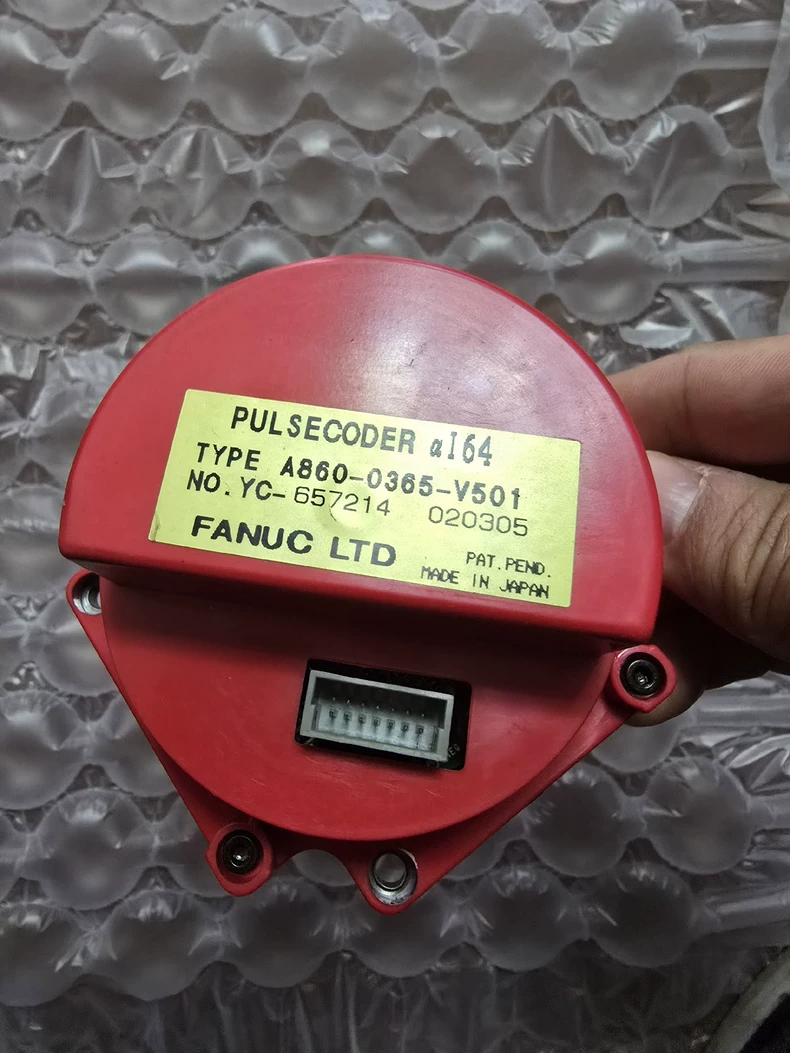 PULSECODER αI64
TYPE A860-0365-V501
NO.YC-657214 020305
FANUC LTD
PAT.PEND.
MADE IN JAPAN